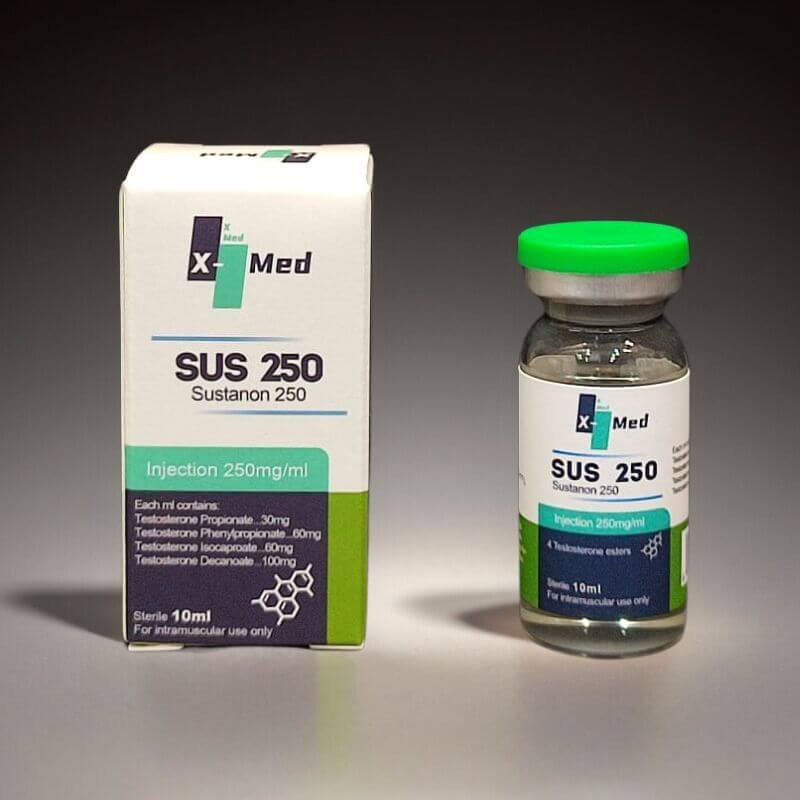 X-Med
X
Med
X- Med
SUS 250
Sustanon 250
Injection 250mg/ml
Each ml contains:
Testosterone Propionate...30mg
Testosterone Phenylpropionate...60mg
Testosterone Isocaproate...60mg
Testosterone Decanoate...100mg
Sterile 10ml
For intramuscular use only
X
Med
X- Med
SUS 250
Sustanon 250
Injection 250mg/ml
4 Testosterone esters
Sterile 10ml
For intramuscular use only